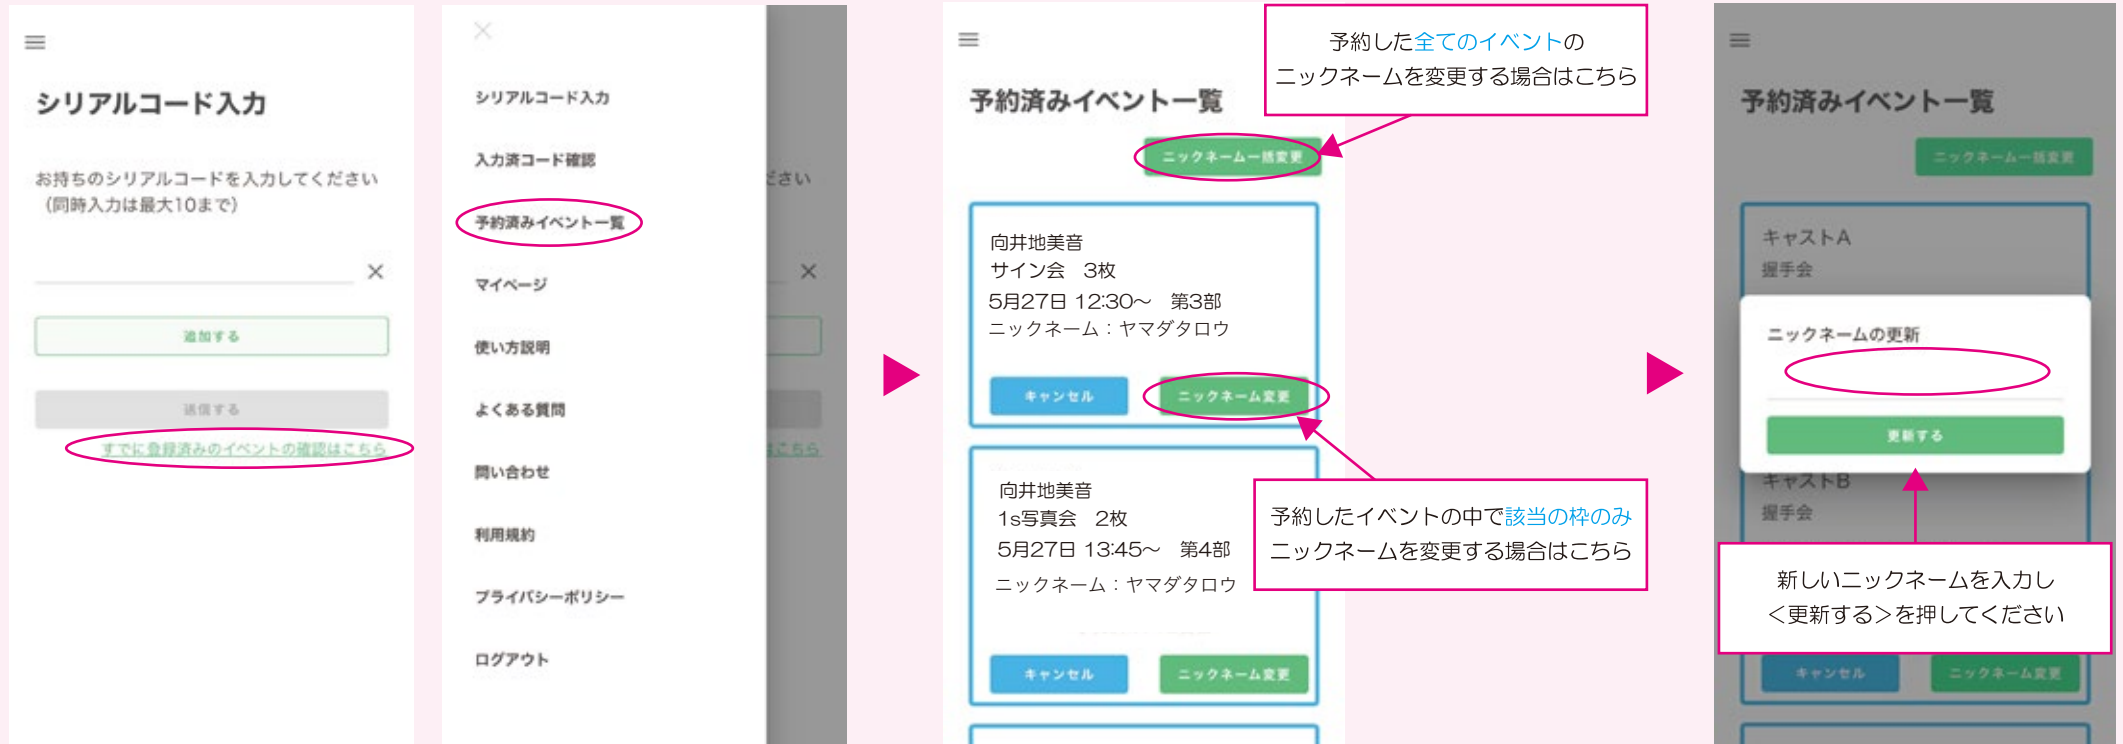 シリアルコード入力
お持ちのシリアルコードを入力してください
（同時入力は最大10まで）
追加する
送信する
すでに登録済みのイベントの確認はこちら
シリアルコード入力
入力済コード確認
予約済みイベント一覧
マイページ
使い方説明
よくある質問
問い合わせ
利用規約
プライバシーポリシー
ログアウト
ださい
はこちら
予約した全てのイベントの
ニックネームを変更する場合はこちら
予約済みイベント一覧
ニックネーム一括変更
向井地美音
サイン会　3枚
5月27日 12:30〜　第3部
ニックネーム：ヤマダタロウ
キャンセル
ニックネーム変更
向井地美音
1s写真会　2枚
5月27日 13:45〜　第4部
ニックネーム：ヤマダタロウ
キャンセル
ニックネーム変更
予約したイベントの中で該当の枠のみ
ニックネームを変更する場合はこちら
予約済みイベント一覧
ニックネーム一括変更
キャストA
握手会
ニックネームの更新
更新する
キャストB
握手会
新しいニックネームを入力し
＜更新する＞を押してください
キャンセル
ニックネーム変更